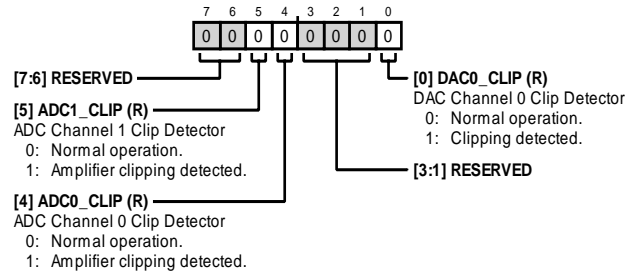 7 6 5 4 3 2 1 0
0 0 0 0 0 0 0 0
[7:6] RESERVED
[5] ADC1_CLIP (R)
ADC Channel 1 Clip Detector
0: Normal operation.
1: Amplifier clipping detected.
[4] ADC0_CLIP (R)
ADC Channel 0 Clip Detector
0: Normal operation.
1: Amplifier clipping detected.
[0] DAC0_CLIP (R)
DAC Channel 0 Clip Detector
0: Normal operation.
1: Clipping detected.
[3:1] RESERVED